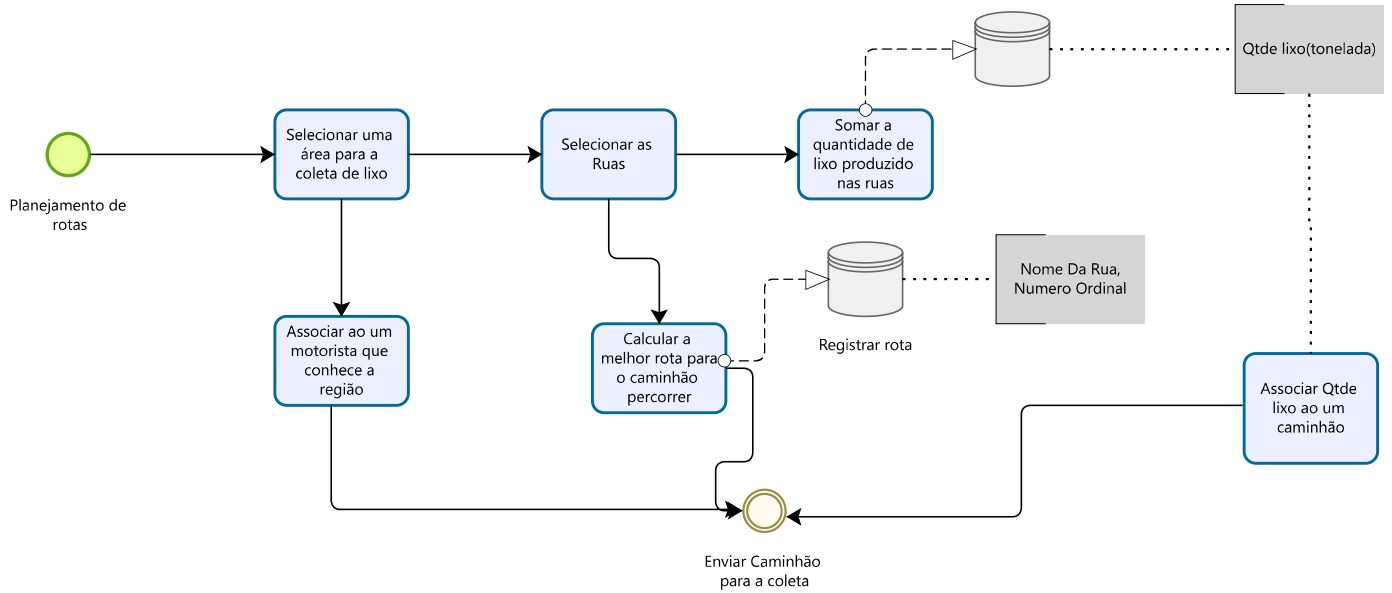 Qtde lixo(tonelada)
Selecionar uma
área para a
coleta de lixo
Selecionar as
Ruas
Somar a
quantidade de
lixo produzido
nas ruas
Planejamento de
rotas
Nome Da Rua,
Numero Ordinal
Associar ao um
motorista que
conhece a
região
Calcular a
melhor rota para
o caminhão
percorrer
Registrar rota
Associar Qtde
lixo ao um
caminhão
Enviar Caminhão
para a coleta